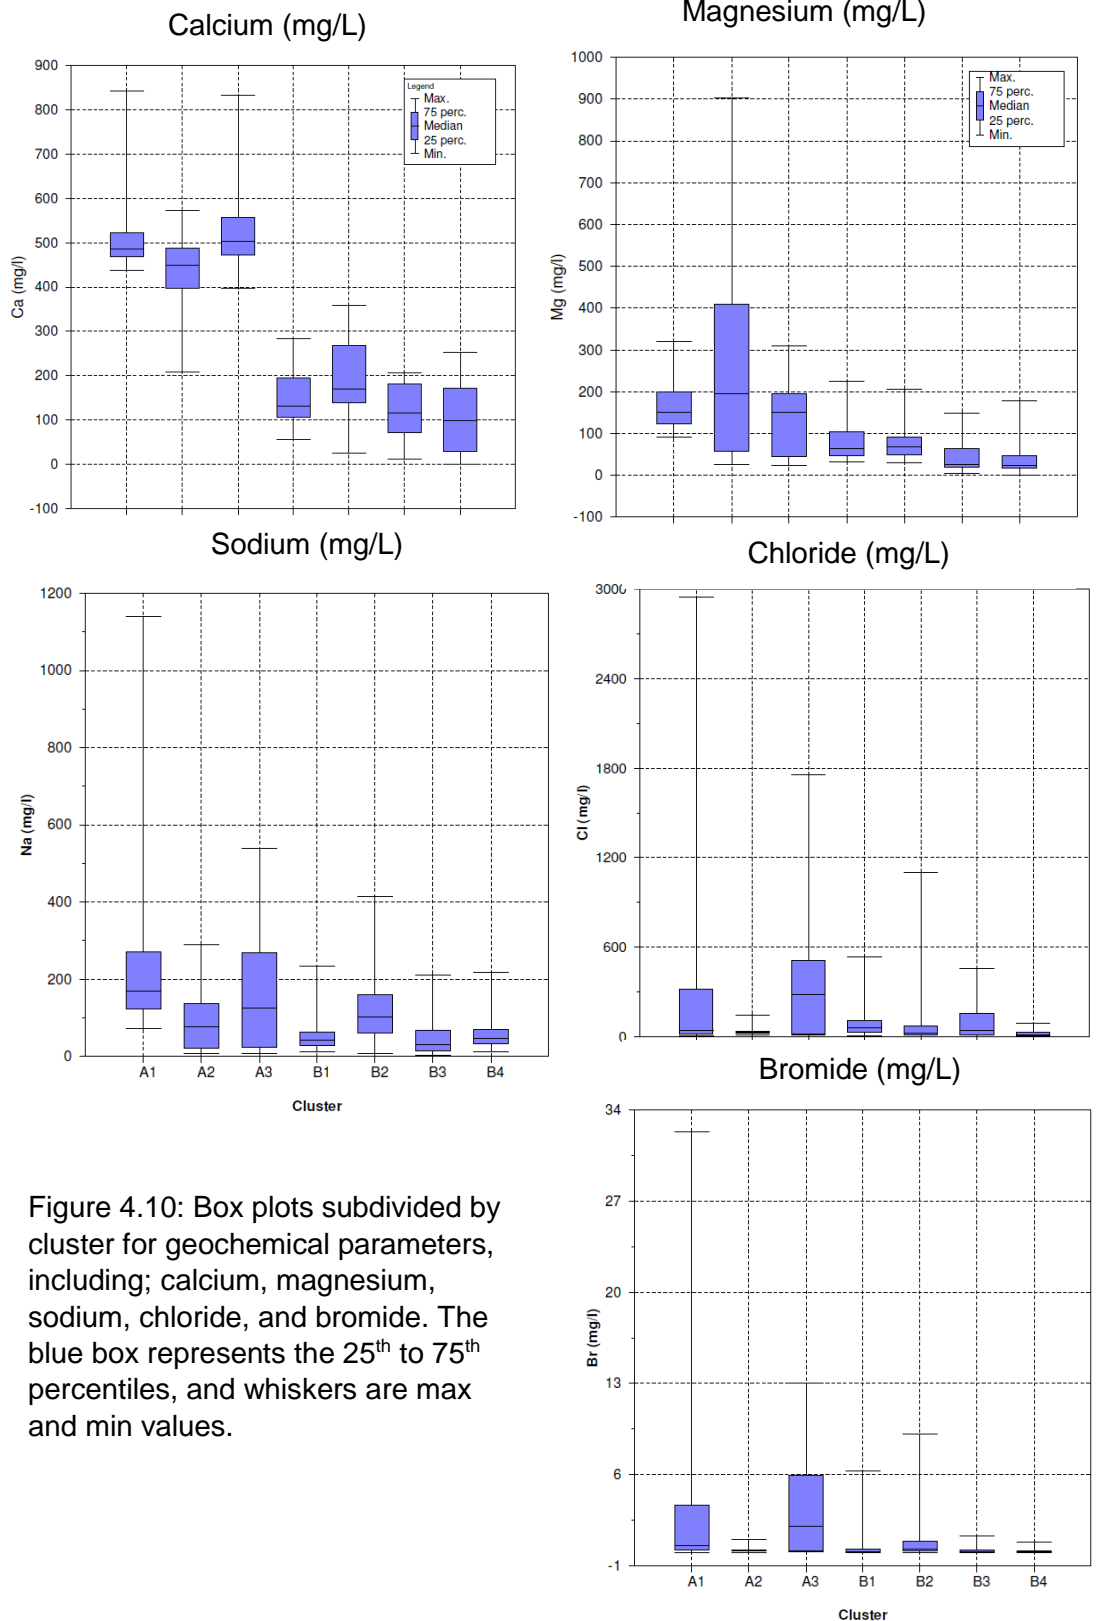 Calcium (mg/L)
900
800
700
600
500
400
300
200
100
0
-100
Ca (mg/l)
Legend
Max.
75 perc.
Median
25 perc.
Min.
Magnesium (mg/L)
1000
900
800
700
600
500
400
300
200
100
0
-100
Mg (mg/l)
Max.
75 perc.
Median
25 perc.
Min.
Sodium (mg/L)
1200
1000
800
600
400
200
0
Na (mg/l)
A1 A2 A3 B1 B2 B3 B4
Cluster
Chloride (mg/L)
3000
2400
1800
1200
600
0
Cl (mg/l)
Bromide (mg/L)
34
27
20
13
6
-1
Br (mg/l)
A1 A2 A3 B1 B2 B3 B4
Cluster
Figure 4.10: Box plots subdivided by
cluster for geochemical parameters,
including; calcium, magnesium,
sodium, chloride, and bromide. The
blue box represents the 25th to 75th
percentiles, and whiskers are max
and min values.